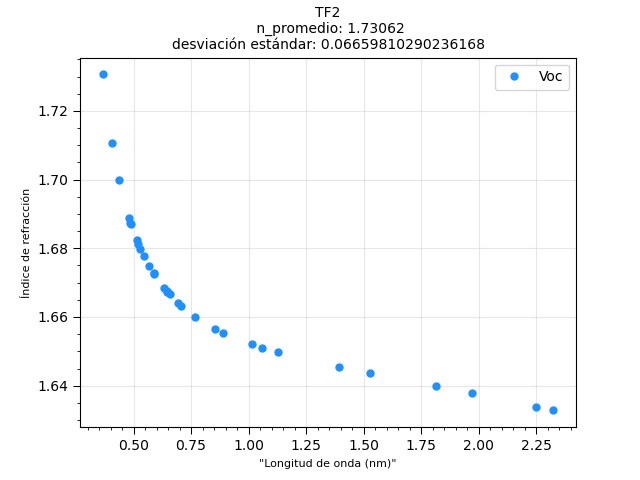 TF2
n_promedio: 1.73062
desviación estándar: 0.06659810290236168
Voc
1.72
1.70
1.68
1.66
1.64
Índice de refracción
0.50 0.75 1.00 1.25 1.50 1.75 2.00 2.25
"Longitud de onda (nm)"